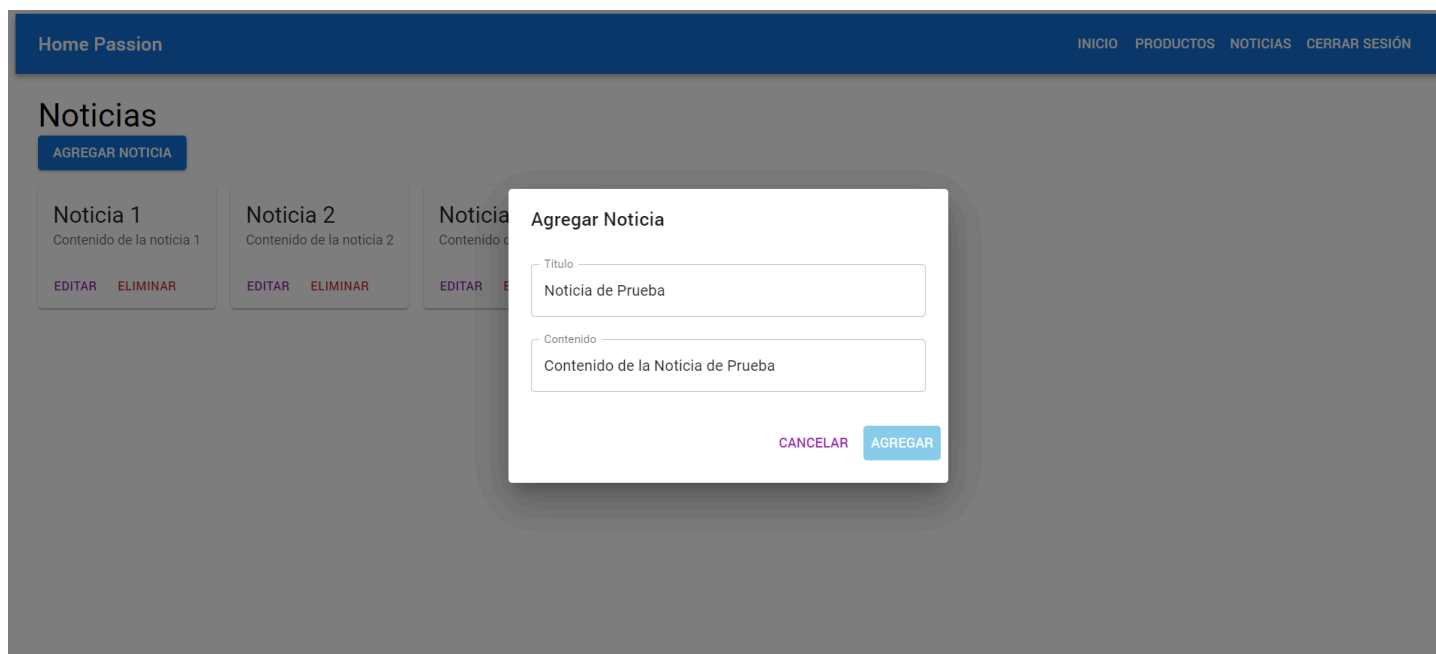 Home Passion
INICIO PRODUCTOS NOTICIAS CERRAR SESIÓN
Noticias
AGREGAR NOTICIA
Noticia 1
Contenido de la noticia 1
EDITAR ELIMINAR
Noticia 2
Contenido de la noticia 2
EDITAR ELIMINAR
Noticia
Contenido
EDITAR
Agregar Noticia
Título
Noticia de Prueba
Contenido
Contenido de la Noticia de Prueba
CANCELAR AGREGAR